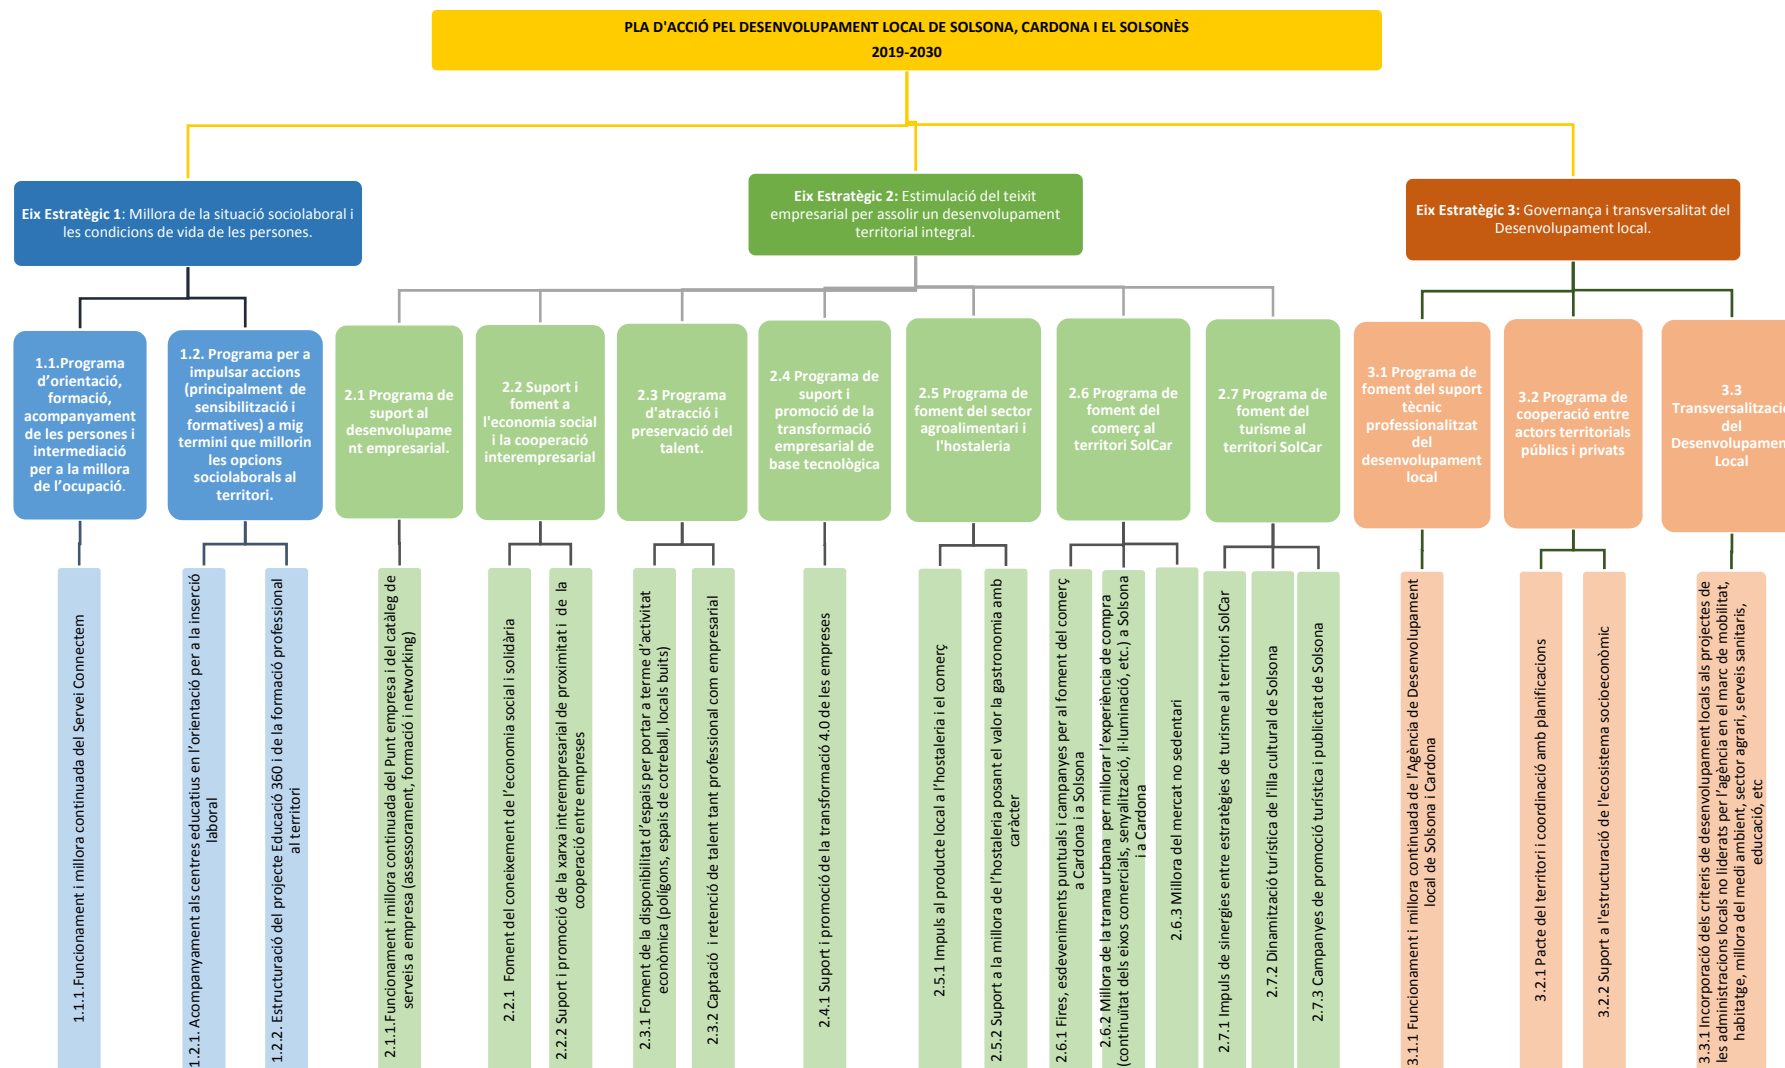 PLA D'ACCIÓ PEL DESENVOLUPAMENT LOCAL DE SOLSONA, CARDONA I EL SOLSONÈS
2019-2030
Eix Estratègic 1: Millora de la situació sociolaboral i
les condicions de vida de les persones.
Eix Estratègic 2: Estimulació del teixit
empresarial per assolir un desenvolupament
territorial integral.
Eix Estratègic 3: Governança i transversalitat del
Desenvolupament local.
1.1.Programa
d'orientació,
formació,
acompanyament
de les persones i
intermediació
per a la millora
de l'ocupació.
1.2. Programa per a
impulsar accions
(principalment de
sensibilització i
formatives) a mig
termini que millorin
les opcions
sociolaborals al
territori.
2.1 Programa de
suport al
desenvolupame
nt empresarial.
2.2 Suport i
foment a
l'economia social
i la cooperació
interempresarial
2.3 Programa
d'atracció i
preservació del
talent.
2.4 Programa de
suport i
promoció de la
transformació
empresarial de
base tecnològica
2.5 Programa de
foment del sector
agroalimentari i
l'hostaleria
2.6 Programa de
foment del
comerç al
territori SolCar
2.7 Programa de
foment del
turisme al
territori SolCar
3.1 Programa de
foment del suport
tècnic
professionalitzat
del
desenvolupament
local
3.2 Programa de
cooperació entre
actors territorials
públics i privats
3.3
Transversalitzaci
del
Desenvolupamen
Local
1.1.1.Funcionament i millora continuada del Servei Connectem
1.2.1. Acompanyament als centres educatius en l'orientació per a la inserció
laboral
1.2.2. Estructuració del projecte Educació 360 i de la formació professional
al territori
2.1.1.Funcionament i millora continuada del Punt empresa i del catàleg de
serveis a empresa (assessorament, formació i networking)
2.2.1 Foment del coneixement de l'economia social i solidària
2.2.2 Suport i promoció de la xarxa interempresarial de proximitat i de la
cooperació entre empreses
2.3.1 Foment de la disponibilitat d'espais per portar a terme d'activitat
econòmica (polígons, espais de cotreball, locals buits)
2.3.2 Captació i retenció de talent tant professional com empresarial
2.4.1 Suport i promoció de la transformació 4.0 de les empreses
2.5.1 Impuls al producte local a l'hostaleria i el comerç
2.5.2 Suport a la millora de l'hostaleria posant el valor la gastronomia amb
caràcter
2.6.1 Fires, esdeveniments puntuals i campanyes per al foment del comerç
a Cardona i a Solsona
2.6.2 Millora de la trama urbana per millorar l'experiència de compra
(continuïtat dels eixos comercials, senyalització, il·luminació, etc.) a Solsona
i a Cardona
2.6.3 Millora del mercat no sedentari
2.7.1 Impuls de sinergies entre estratègies de turisme al territori SolCar
2.7.2 Dinamització turística de l'illa cultural de Solsona
2.7.3 Campanyes de promoció turística i publicitat de Solsona
3.1.1 Funcionament i millora continuada de l'Agència de Desenvolupament
local de Solsona i Cardona
3.2.1 Pacte del territori i coordinació amb planificacions
3.2.2 Suport a l'estructuració de l'ecosistema socioeconòmic
3.3.1 Incorporació dels criteris de desenvolupament locals als projectes de
les administracions locals no liderats per l'agència en el marc de mobilitat,
habitatge, millora del medi ambient, sector agrari, serveis sanitaris,
educació, etc